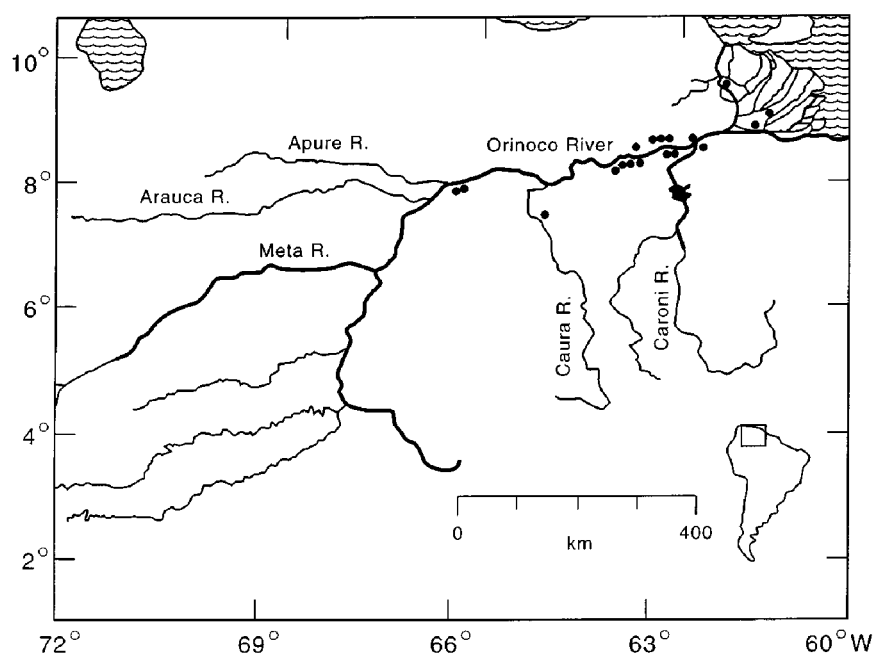 10°
Apure R.
Orinoco River
8°
Arauca R.
Meta R.
6°
Caura R.
Caroni R.
4°
0
400
km
2°
72°
69°
66°
63°
60°W